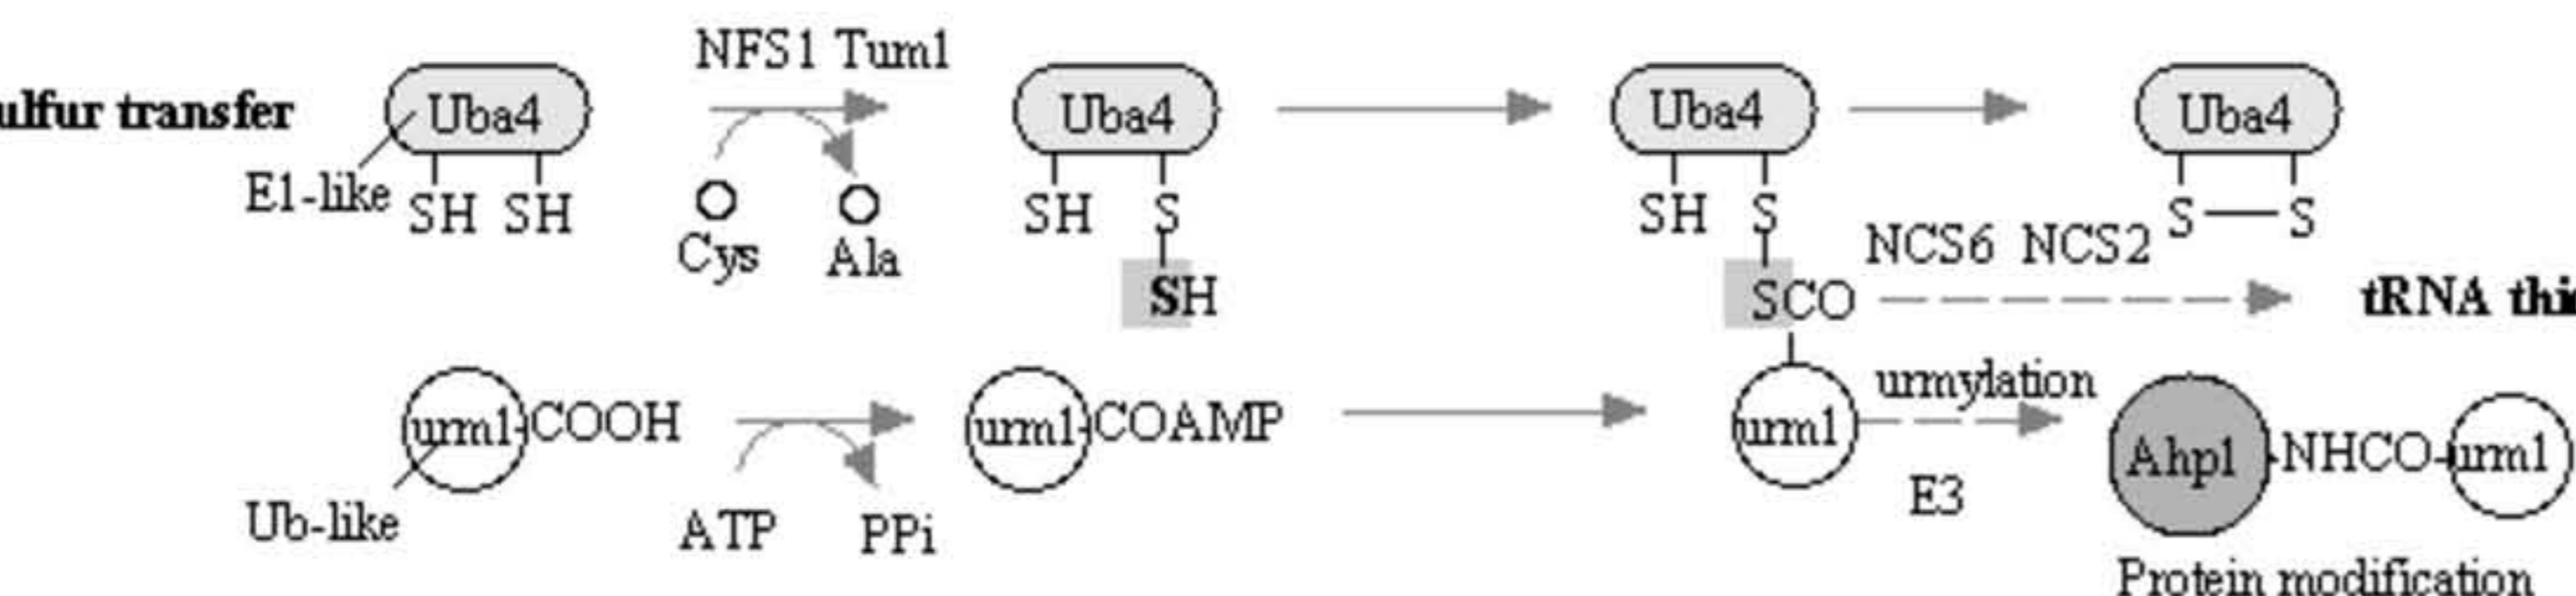 NFS1 Tum1
ulfur transfer
Uba4
Uba4
Uba4
Uba4
E1-like
SH SH
Cys
Ala
SH
S
SH
SH
S
SCO
NCS6 NCS2
S
S
tRNA thi
urm1
COOH
urm1
COAMP
urm1
urmylation
E3
Ahp1
NHCO
urm1
Ub-like
ATP
PPi
Protein modification